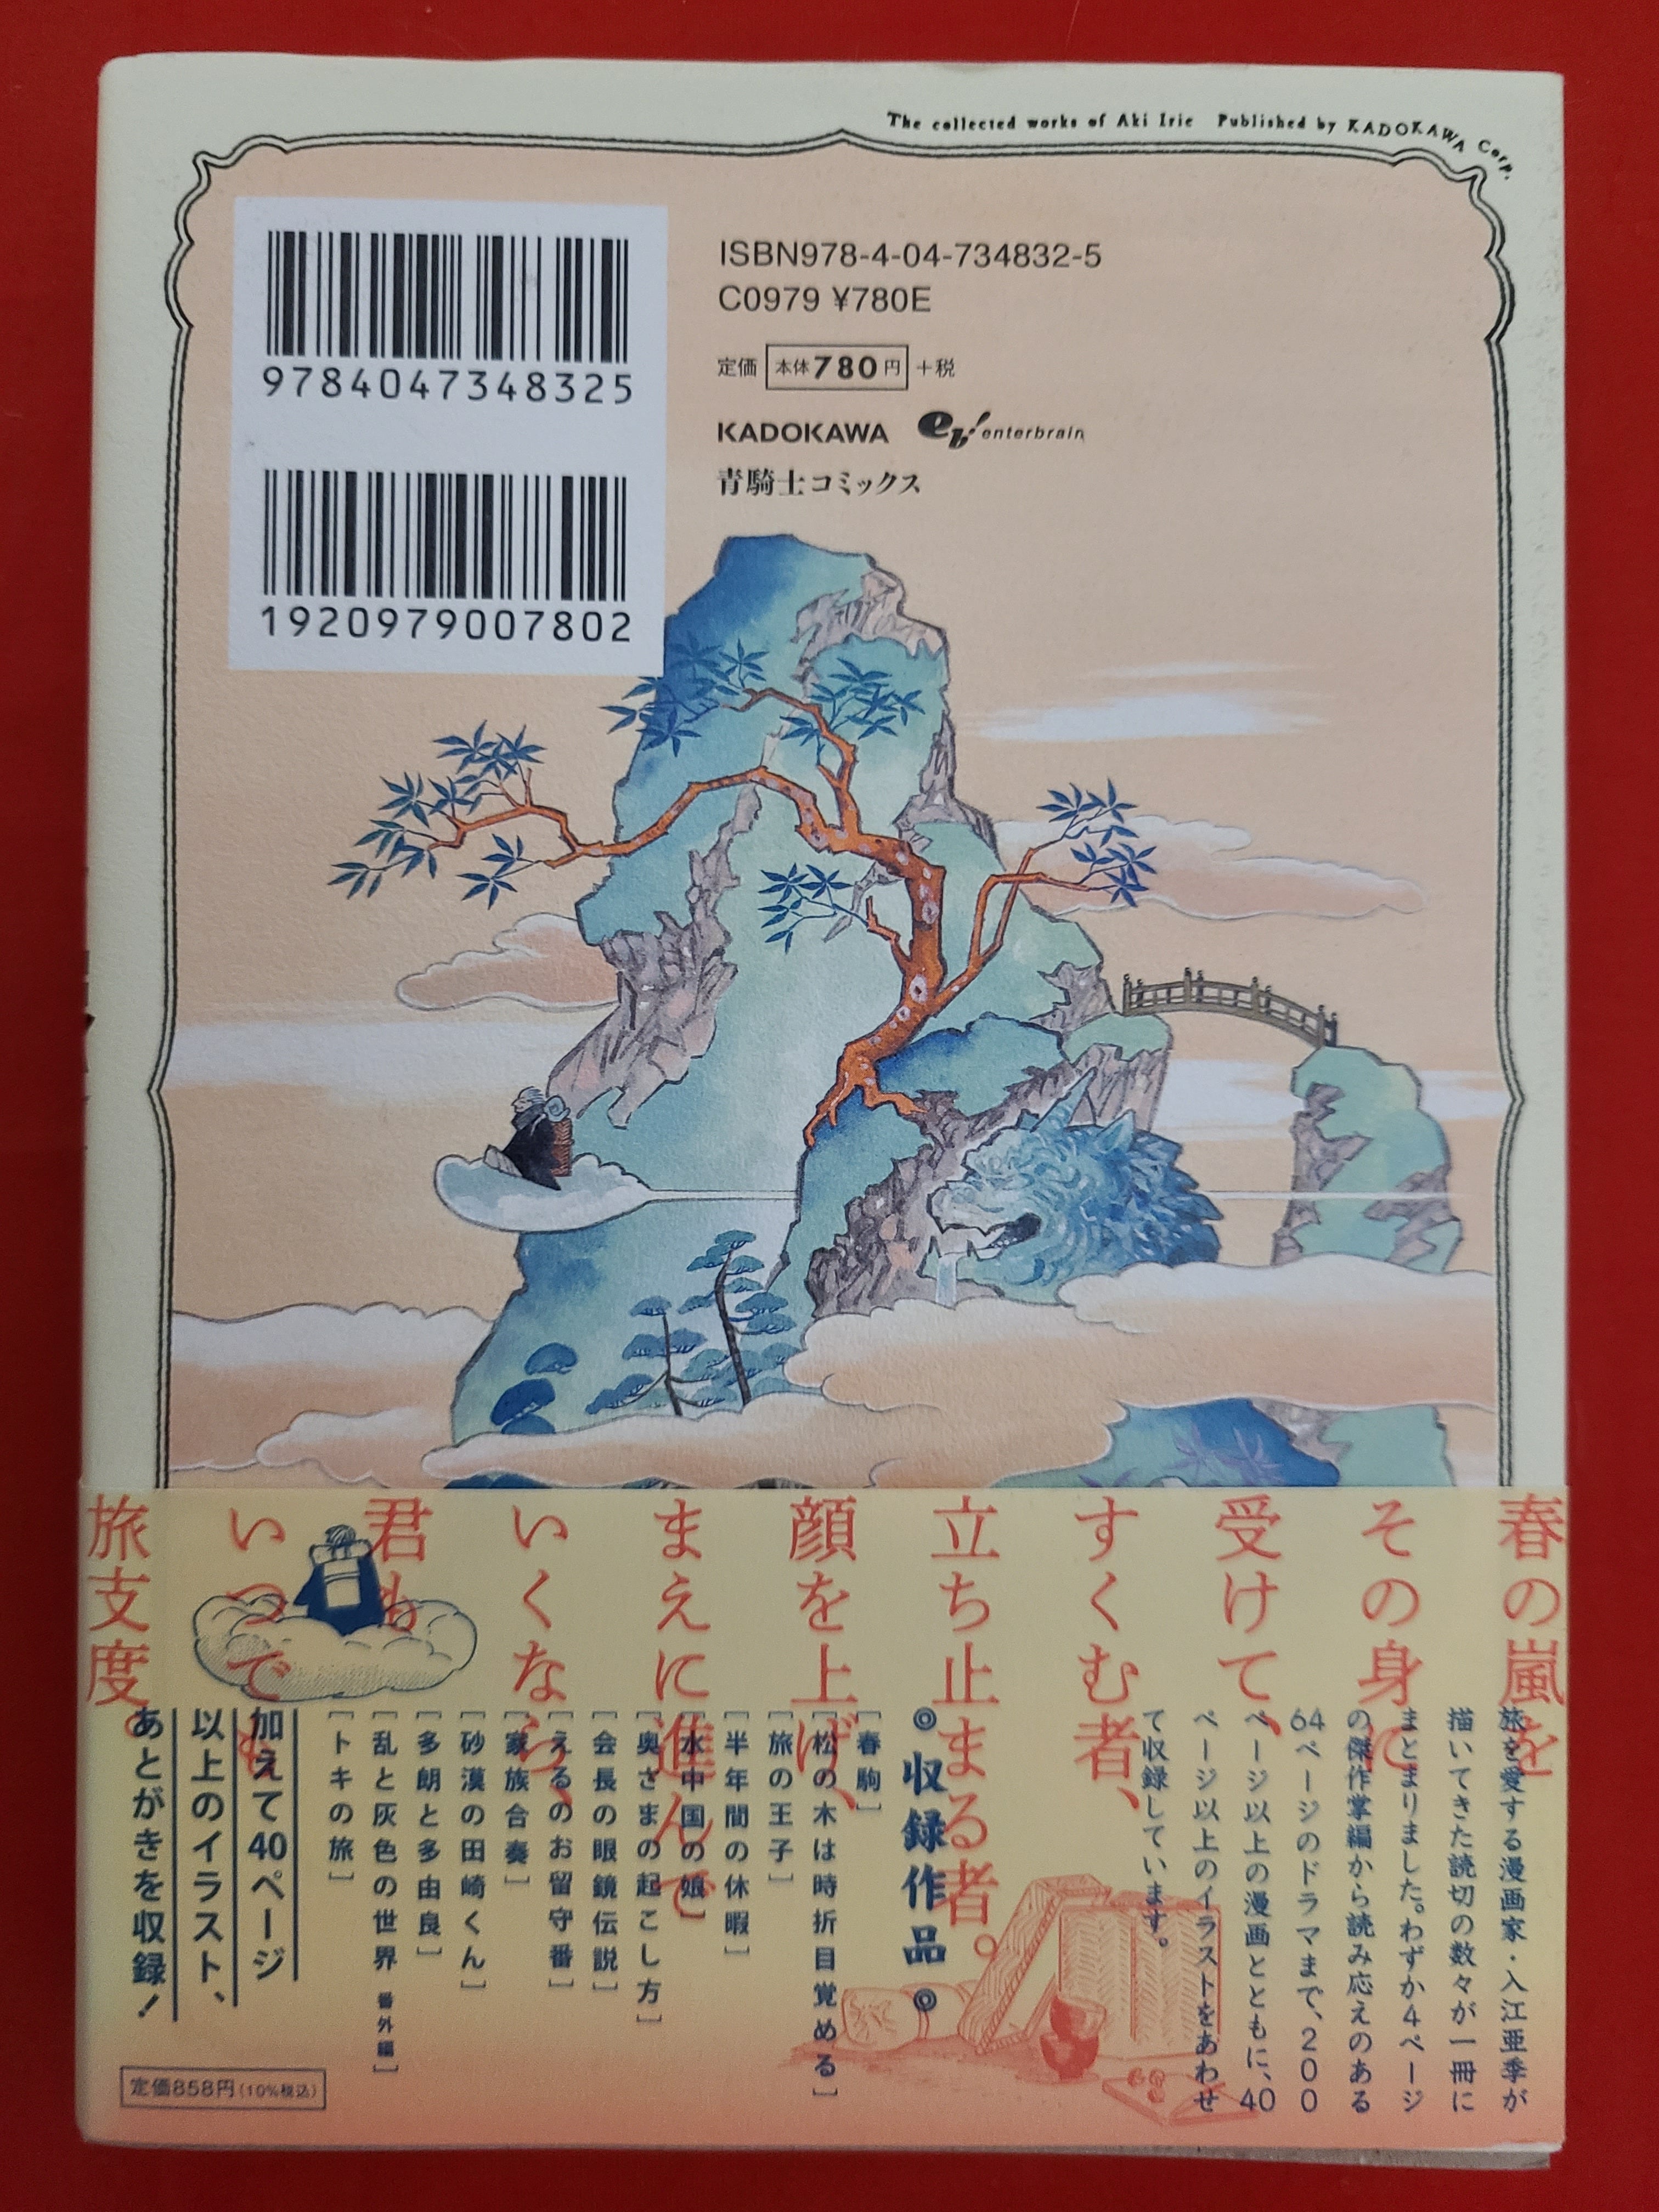 The collected works of Aki Irie Published by KADOKAWA Corp.
9784047348325
1920979007802
ISBN978-4-04-734832-5
C0979 ¥780E
定価 本体780円 +税
KADOKAWA eb! enterbrain
青騎士コミックス
春の嵐を
その身に
受けて、
すくむ者、
立ち止まる者。
顔を上げ、
まえに進んで
いくなら、
君も
いつでも
旅支度。
旅を愛する漫画家・入江亜季が
描いてきた読切の数々が一冊に
まとまりました。わずか4ページ
の傑作掌編から読み応えのある
64ページのドラマまで、200
ページ以上の漫画とともに、40
ページ以上のイラストをあわせ
て収録しています。
◎収録作品◎
[春駒]
[松の木は時折目覚める]
[旅の王子]
[半年間の休暇]
[水中国の娘]
[奥さまの起こし方]
[会長の眼鏡伝説]
[えるのお留守番]
[家族合奏]
[砂漠の田崎くん]
[多朗と多由良]
[乱と灰色の世界 番外編]
[トキの旅]
加えて40ページ
以上のイラスト、
あとがきを収録!
定価858円(10%税込)